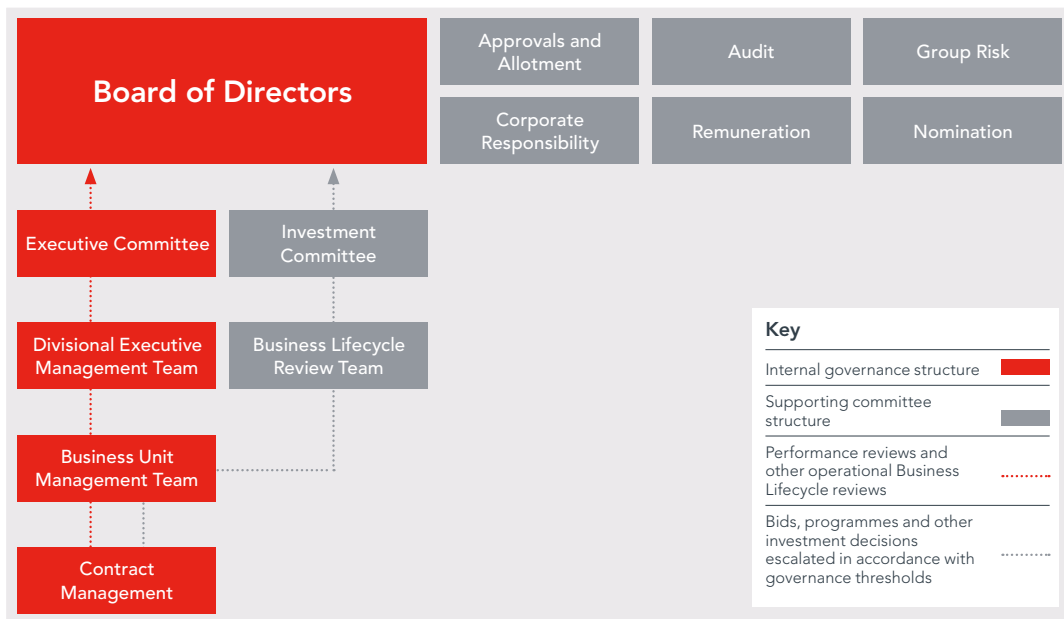 Board of Directors
Approvals and
Allotment
Audit
Group Risk
Corporate
Responsibility
Remuneration
Nomination
Executive Committee
Investment
Committee
Divisional Executive
Management Team
Business Lifecycle
Review Team
Business Unit
Management Team
Contract
Management
Key
Internal governance structure
Supporting committee
structure
Performance reviews and
other operational Business
Lifecycle reviews
Bids, programmes and other
investment decisions
escalated in accordance with
governance thresholds